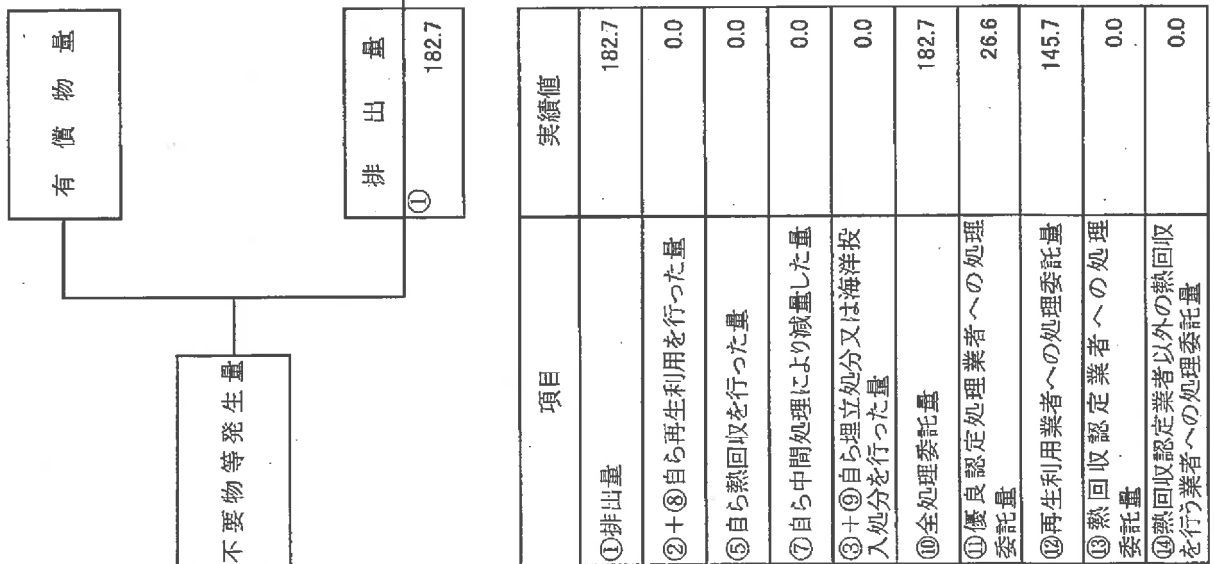 有償物量
不要物等発生量
排出量
① 182.7
項目 実績値
①排出量 182.7
②+⑧自ら再生利用を行った量 0.0
⑤自ら熱回収を行った量 0.0
⑦自ら中間処理により減量した量 0.0
③+⑨自ら埋立処分又は海洋投
入処分を行った量 0.0
⑩全処理委託量 182.7
⑪優良認定処理業者への処理
委託量 26.6
⑫再生利用業者への処理委託量 145.7
⑬熱回収認定業者への処理
委託量 0.0
⑭熱回収認定業者以外の熱回収
を行う業者への処理委託量 0.0